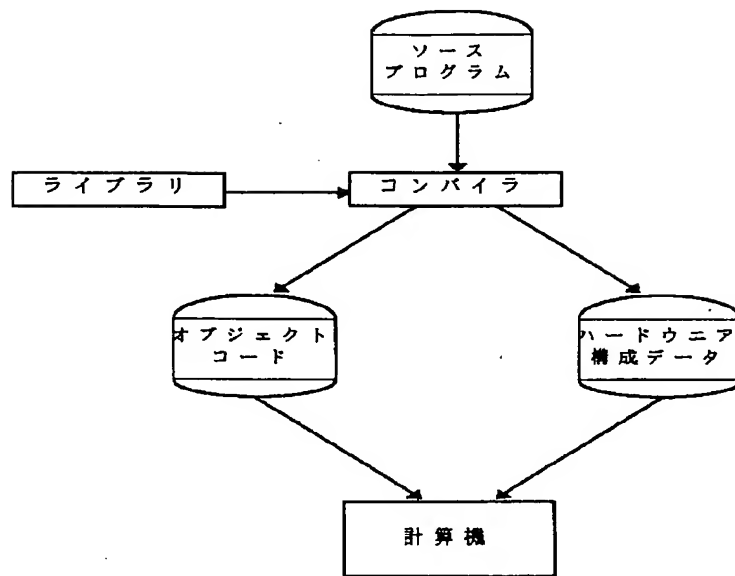 ソース
プログラム
ライブラリ
コンパイラ
オブジェクト
コード
ハードウニア
構成データ
計算機